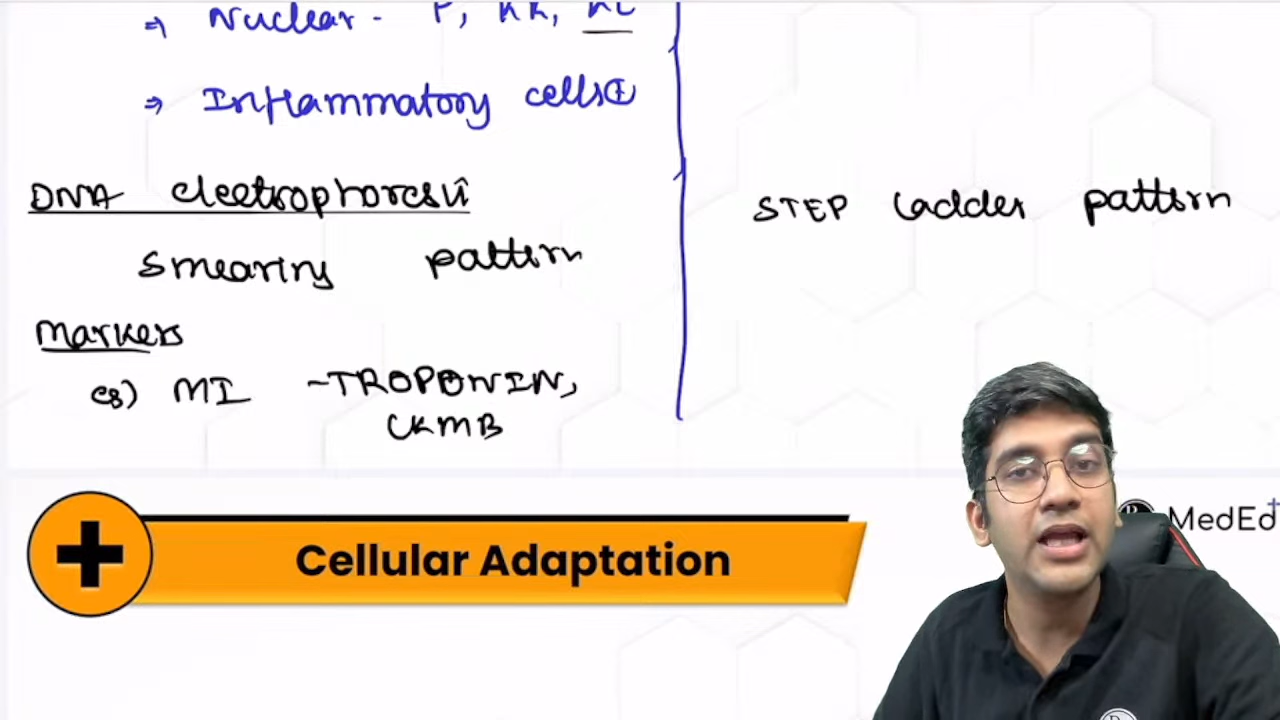 ⇒ Nuclear - P, KR, KL
⇒ Inflammatory cells⊕
DNA electrophoresis
STEP ladder pattern
smearing pattern
Markers
eg) MI - TROPONIN,
CKMB
MedEd
Cellular Adaptation